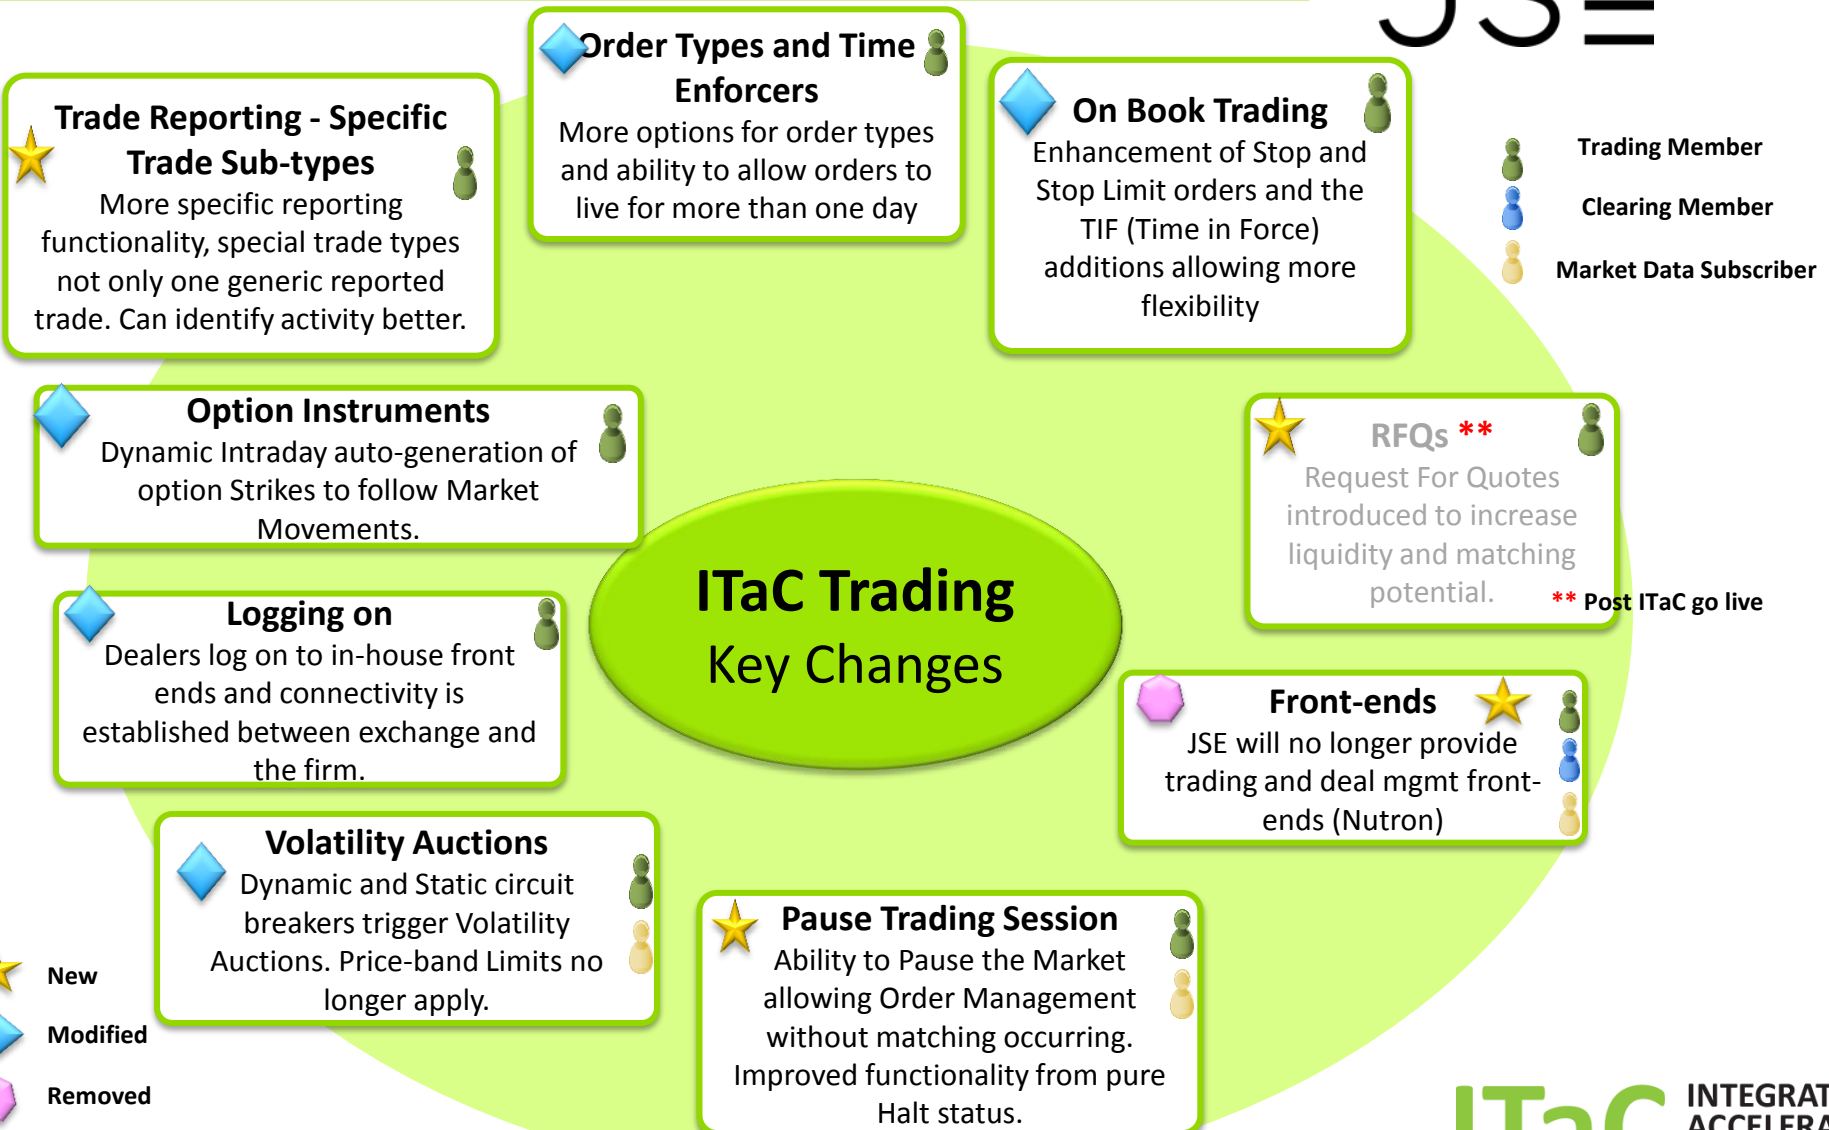 JSE
Order Types and Time
Enforcers
More options for order types
and ability to allow orders to
live for more than one day
Trade Reporting - Specific
Trade Sub-types
More specific reporting
functionality, special trade types
not only one generic reported
trade. Can identify activity better.
On Book Trading
Enhancement of Stop and
Stop Limit orders and the
TIF (Time in Force)
additions allowing more
flexibility
Trading Member
Clearing Member
Market Data Subscriber
Option Instruments
Dynamic Intraday auto-generation of
option Strikes to follow Market
Movements.
RFQs **
Request For Quotes
introduced to increase
liquidity and matching
potential.
** Post ITaC go live
ITaC Trading
Key Changes
Logging on
Dealers log on to in-house front
ends and connectivity is
established between exchange and
the firm.
Front-ends
JSE will no longer provide
trading and deal mgmt front-
ends (Nutron)
Volatility Auctions
Dynamic and Static circuit
breakers trigger Volatility
Auctions. Price-band Limits no
longer apply.
Pause Trading Session
Ability to Pause the Market
allowing Order Management
without matching occurring.
Improved functionality from pure
Halt status.
New
Modified
Removed
ITaC
INTEGRAT
ACCELERA